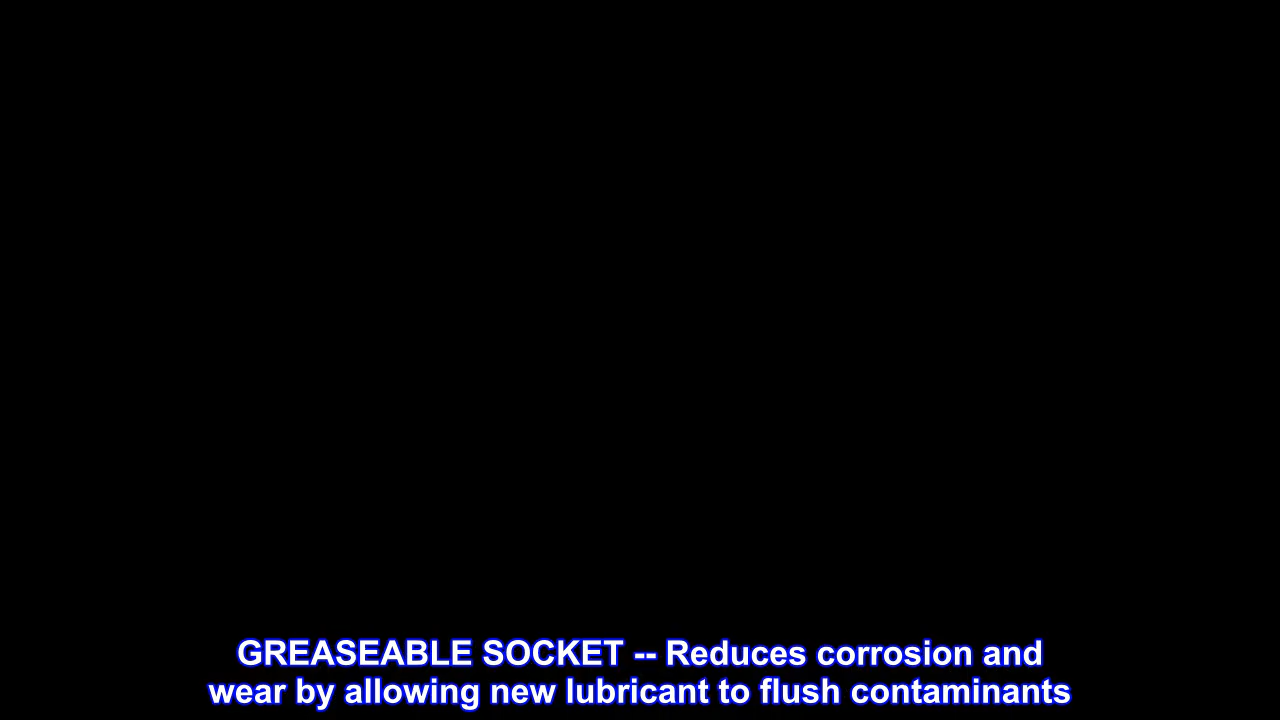 GREASEABLE SOCKET -- Reduces corrosion and
wear by allowing new lubricant to flush contaminants